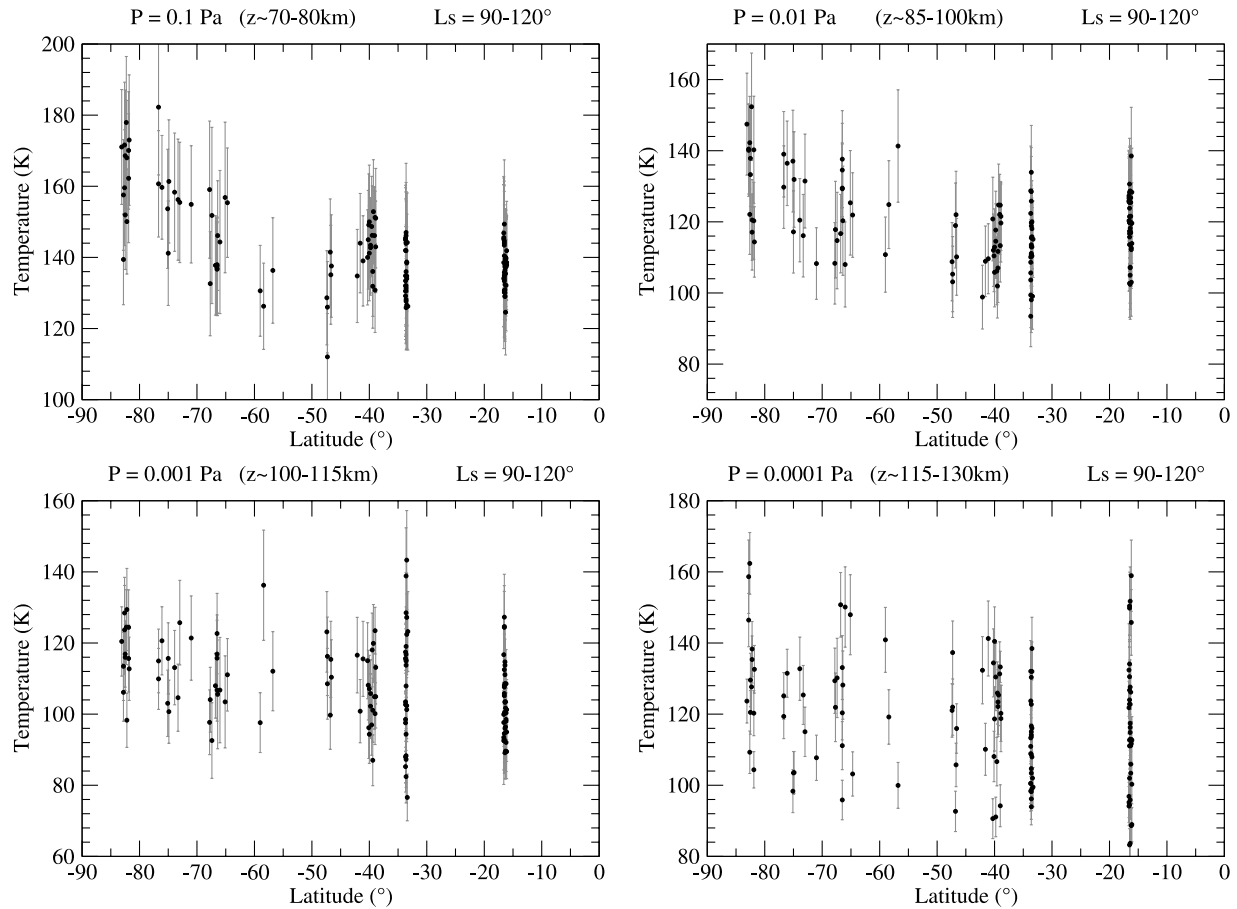 P = 0.1 Pa (z~70-80km) Ls = 90-120°
200
180
160
140
120
100
Temperature (K)
-90 -80 -70 -60 -50 -40 -30 -20 -10 0
Latitude (°)
P = 0.01 Pa (z~85-100km) Ls = 90-120°
160
140
120
100
80
Temperature (K)
-90 -80 -70 -60 -50 -40 -30 -20 -10 0
Latitude (°)
P = 0.001 Pa (z~100-115km) Ls = 90-120°
160
140
120
100
80
60
Temperature (K)
-90 -80 -70 -60 -50 -40 -30 -20 -10 0
Latitude (°)
P = 0.0001 Pa (z~115-130km) Ls = 90-120°
180
160
140
120
100
80
Temperature (K)
-90 -80 -70 -60 -50 -40 -30 -20 -10 0
Latitude (°)